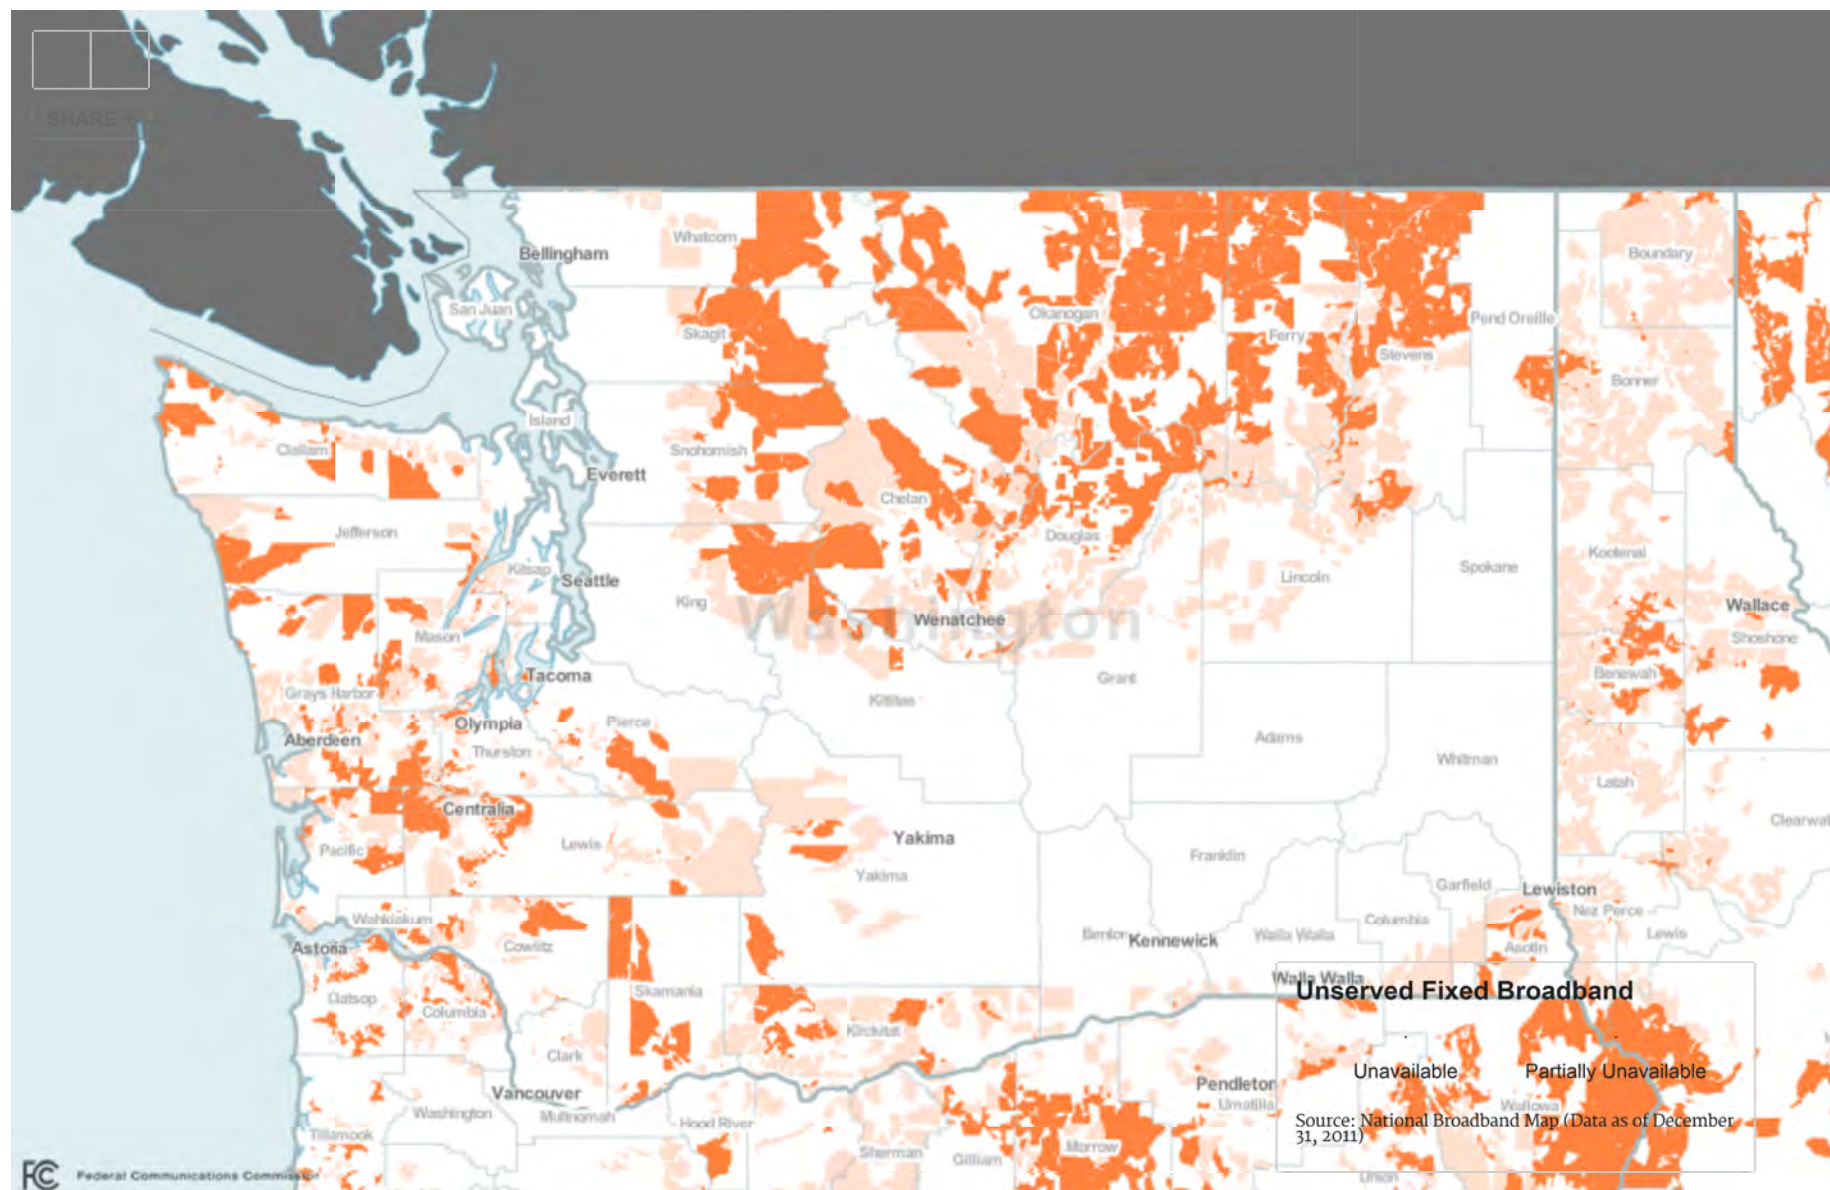 SHARE +
Whatcom
Bellingham
San Juan
Skagit
Okanogan
Ferry
Pend Oreille
Stevens
Boundary
Bonner
Island
Clallam
Snohomish
Everett
Chelan
Jefferson
Douglas
Kitsap
Seattle
King
Lincoln
Spokane
Kootenai
Wallace
Shoshone
Washington
Wenatchee
Mason
Tacoma
Grays Harbor
Kittitas
Grant
Benewah
Aberdeen
Olympia
Pierce
Thurston
Adams
Whitman
Latah
Centralia
Clearwat
Pacific
Lewis
Yakima
Yakima
Franklin
Garfield
Lewiston
Nez Perce
Wahkiakum
Astoria
Cowlitz
Benton
Kennewick
Walla Walla
Columbia
Asotin
Lewis
Clatsop
Columbia
Skamania
Klickitat
Walla Walla
Unserved Fixed Broadband
Clark
Vancouver
Unavailable
Partially Unavailable
Washington
Multnomah
Hood River
Pendleton
Umatilla
Wallowa
Source: National Broadband Map (Data as of December
31, 2011)
Tillamook
Sherman
Gilliam
Morrow
Union
FCC Federal Communications Commission